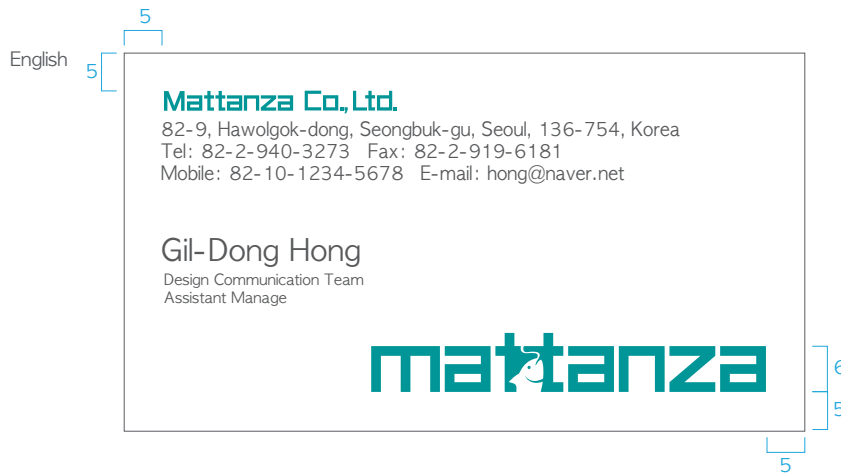 5
English
5
Mattanza Co.,Ltd.
82-9, Hawolgok-dong, Seongbuk-gu, Seoul, 136-754, Korea
Tel: 82-2-940-3273 Fax: 82-2-919-6181
Mobile: 82-10-1234-5678 E-mail: hong@naver.net
Gil-Dong Hong
Design Communication Team
Assistant Manage
mattanza
6
5
5